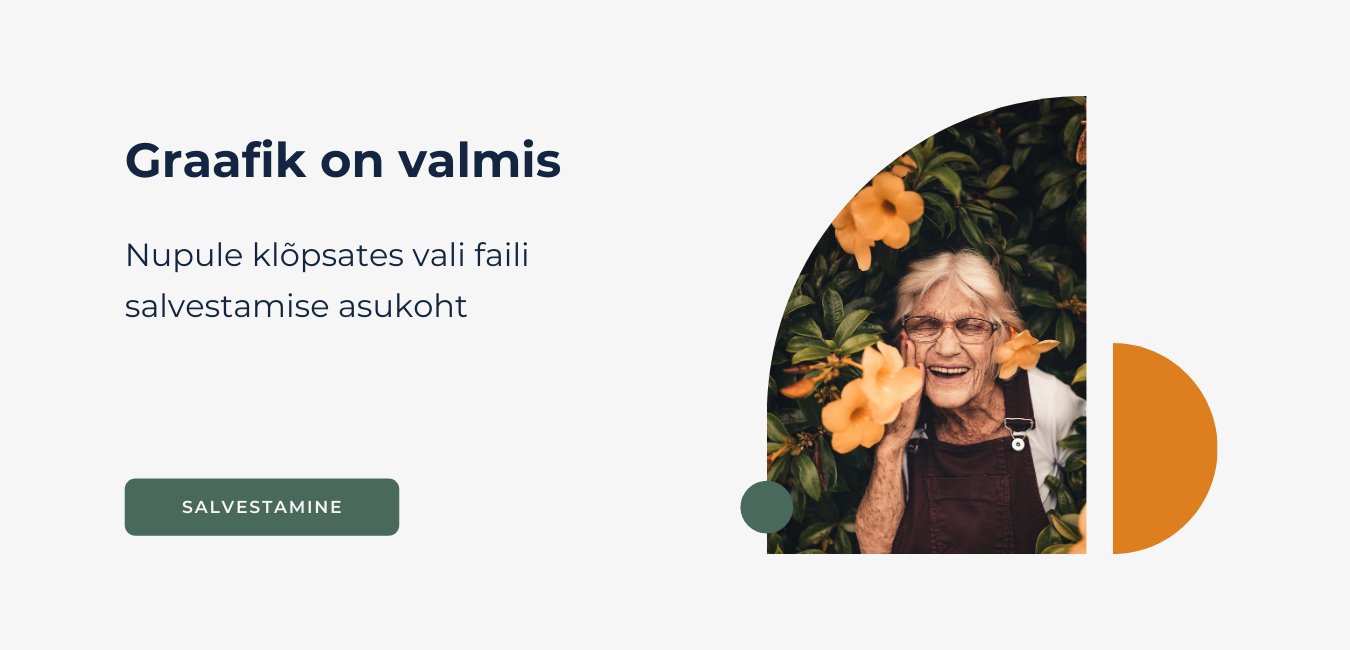 Graafik on valmis
Nupule klõpsates vali faili
salvestamise asukoht
SALVESTAMINE